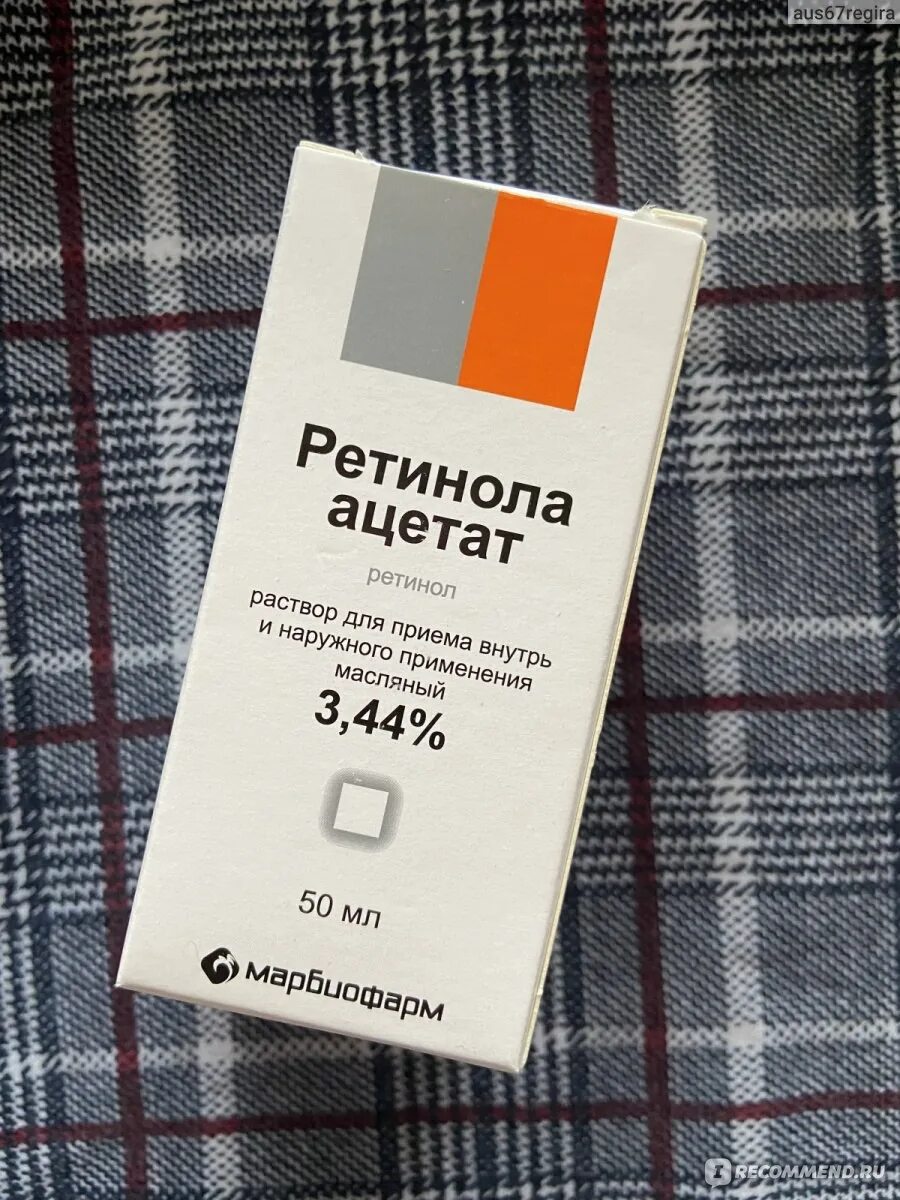 aus67regira
Ретинола
ацетат
ретинол
раствор для приема внутрь
и наружного применения
масляный
3,44%
50 мл
марбиофарм
I RECOMMEND.RU